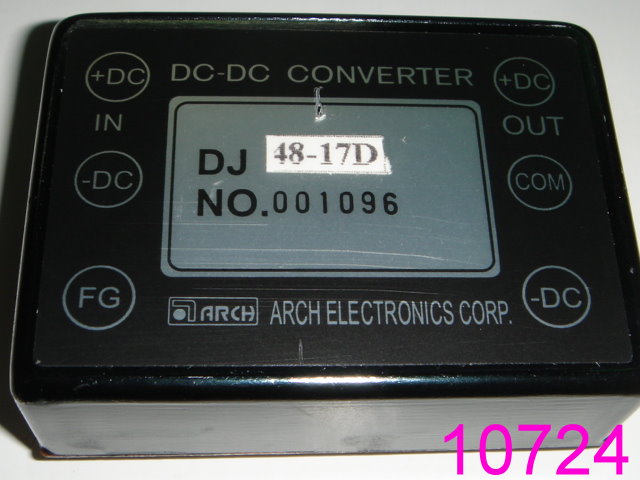 +DC DC-DC CONVERTER +DC
IN OUT
DJ 48-17D
-DC COM
NO. 001096
FG ARCH ARCH ELECTRONICS CORP. -DC
10724